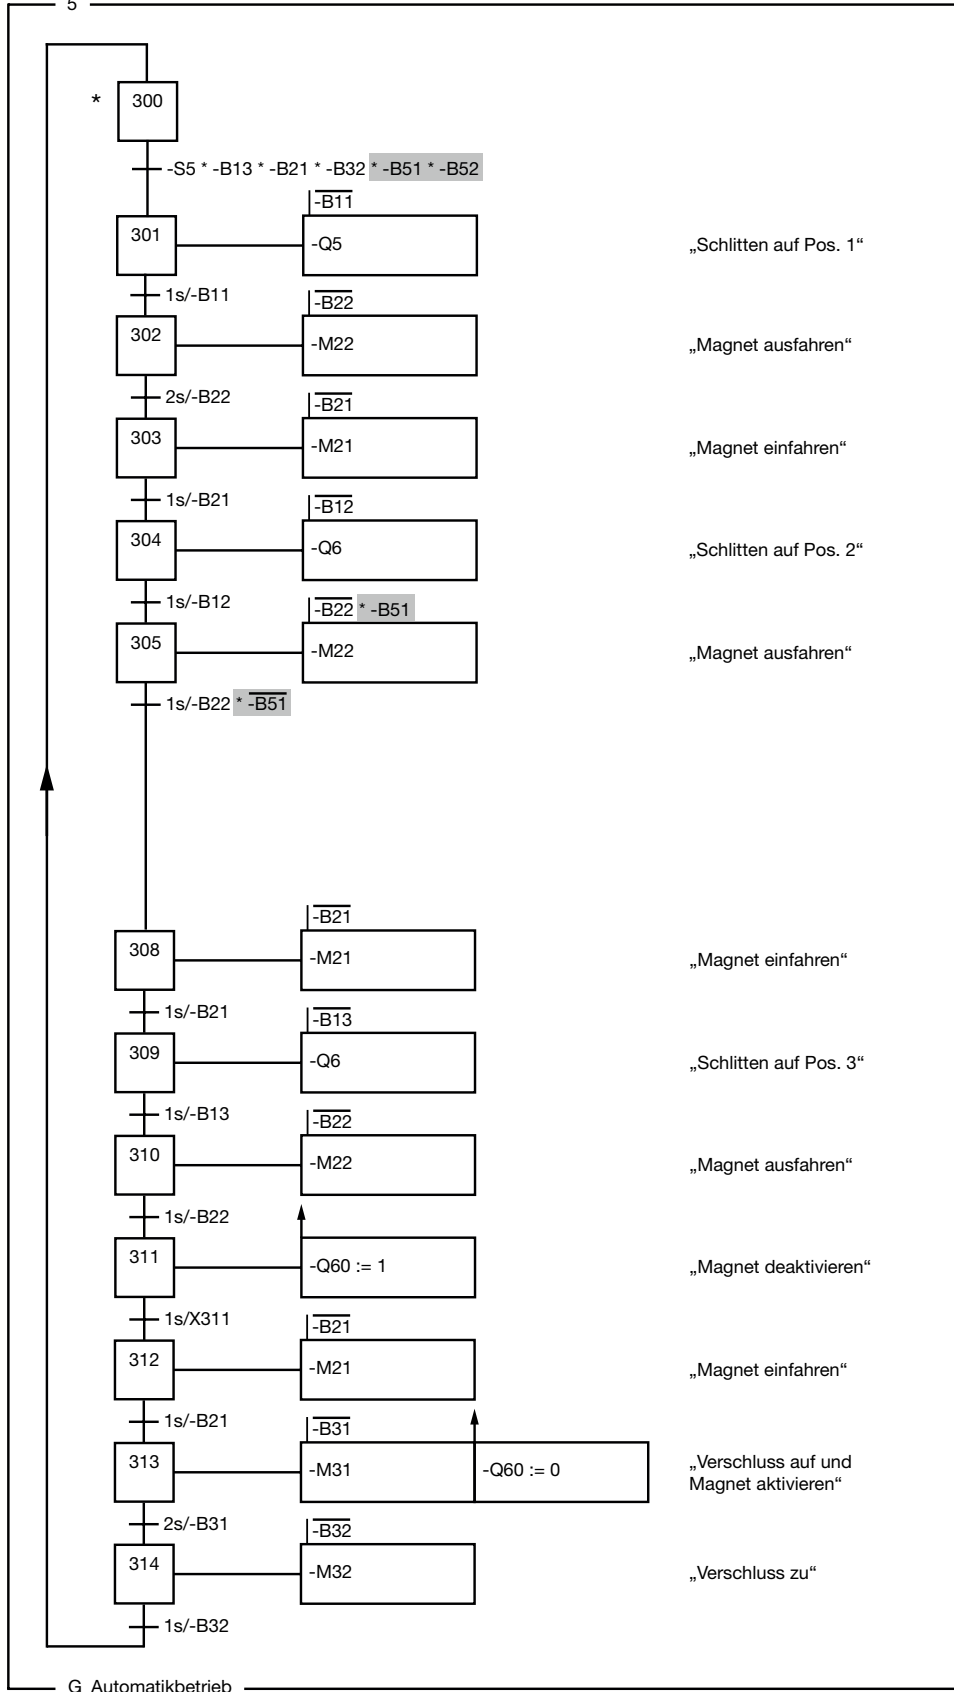 5
*
300
-S5 * -B13 * -B21 * -B32 * -B51 * -B52
-B11
301
-Q5
„Schlitten auf Pos. 1“
1s/-B11
-B22
302
-M22
„Magnet ausfahren“
2s/-B22
-B21
303
-M21
„Magnet einfahren“
1s/-B21
-B12
304
-Q6
„Schlitten auf Pos. 2“
1s/-B12
-B22 * -B51
305
-M22
„Magnet ausfahren“
1s/-B22 * -B51
-B21
308
-M21
„Magnet einfahren“
1s/-B21
-B13
309
-Q6
„Schlitten auf Pos. 3“
1s/-B13
-B22
310
-M22
„Magnet ausfahren“
1s/-B22
311
-Q60 := 1
„Magnet deaktivieren“
1s/X311
-B21
312
-M21
„Magnet einfahren“
1s/-B21
-B31
313
-M31
-Q60 := 0
„Verschluss auf und
Magnet aktivieren“
2s/-B31
-B32
314
-M32
„Verschluss zu“
1s/-B32
G_Automatikbetrieb